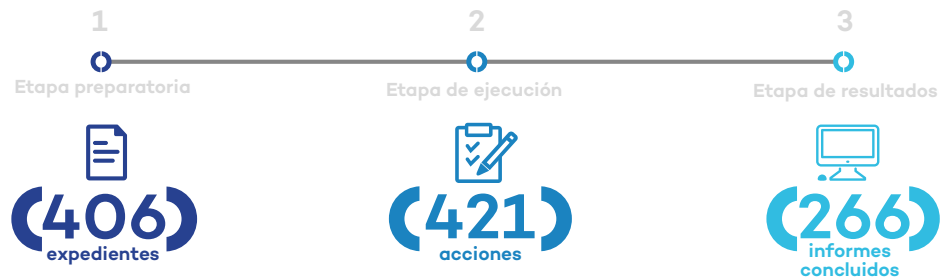 1
2
3
Etapa preparatoria
Etapa de ejecución
Etapa de resultados
(406)
expedientes
(421)
acciones
(266)
informes
concluidos